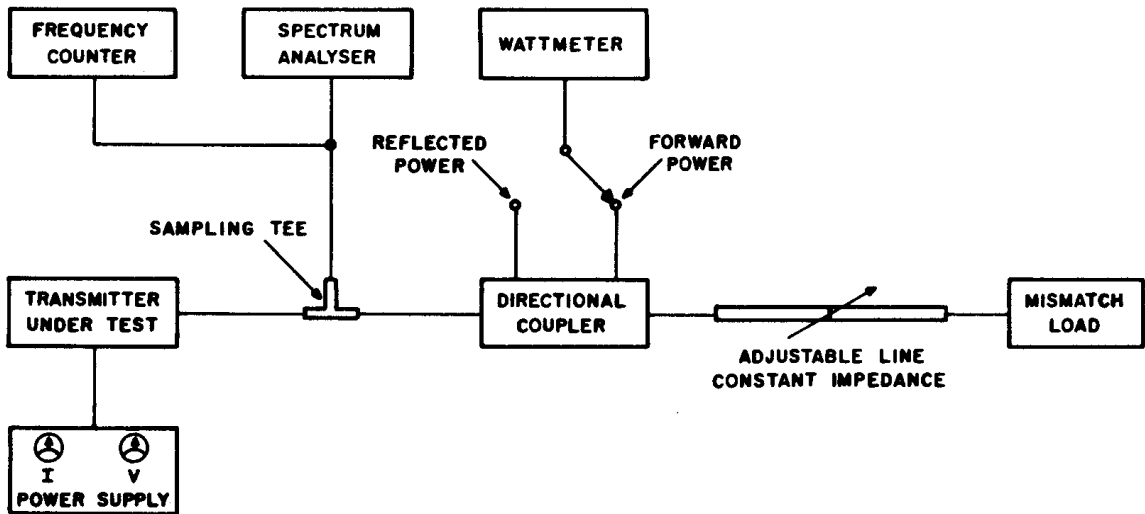 FREQUENCY
COUNTER
SPECTRUM
ANALYSER
WATTMETER
REFLECTED
POWER
FORWARD
POWER
SAMPLING TEE
TRANSMITTER
UNDER TEST
DIRECTIONAL
COUPLER
MISMATCH
LOAD
ADJUSTABLE LINE
CONSTANT IMPEDANCE
I V
POWER SUPPLY